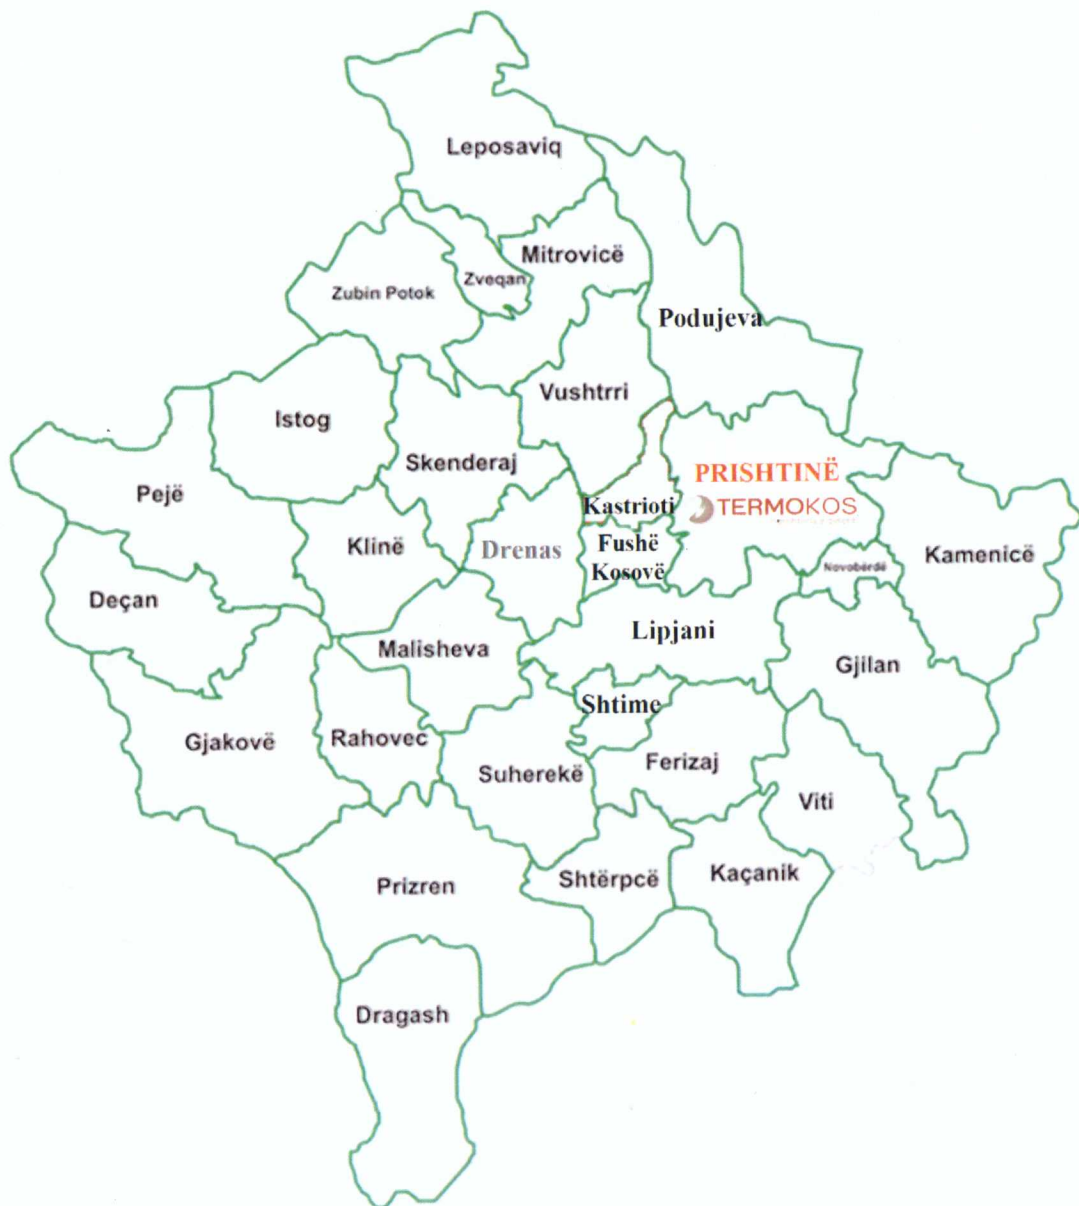 Leposaviq
Mitrovicë
Zveqan
Zubin Potok
Podujeva
Vushtrri
Istog
Skenderaj
PRISHTINË
TERMOKOS
Pejë
Kastrioti
Klinë
Drenas
Fushë
Kosovë
Novobërdë
Kamenicë
Deçan
Lipjani
Malisheva
Gjilan
Shtime
Gjakovë
Rahovec
Suherekë
Ferizaj
Viti
Prizren
Shtërpcë
Kaçanik
Dragash